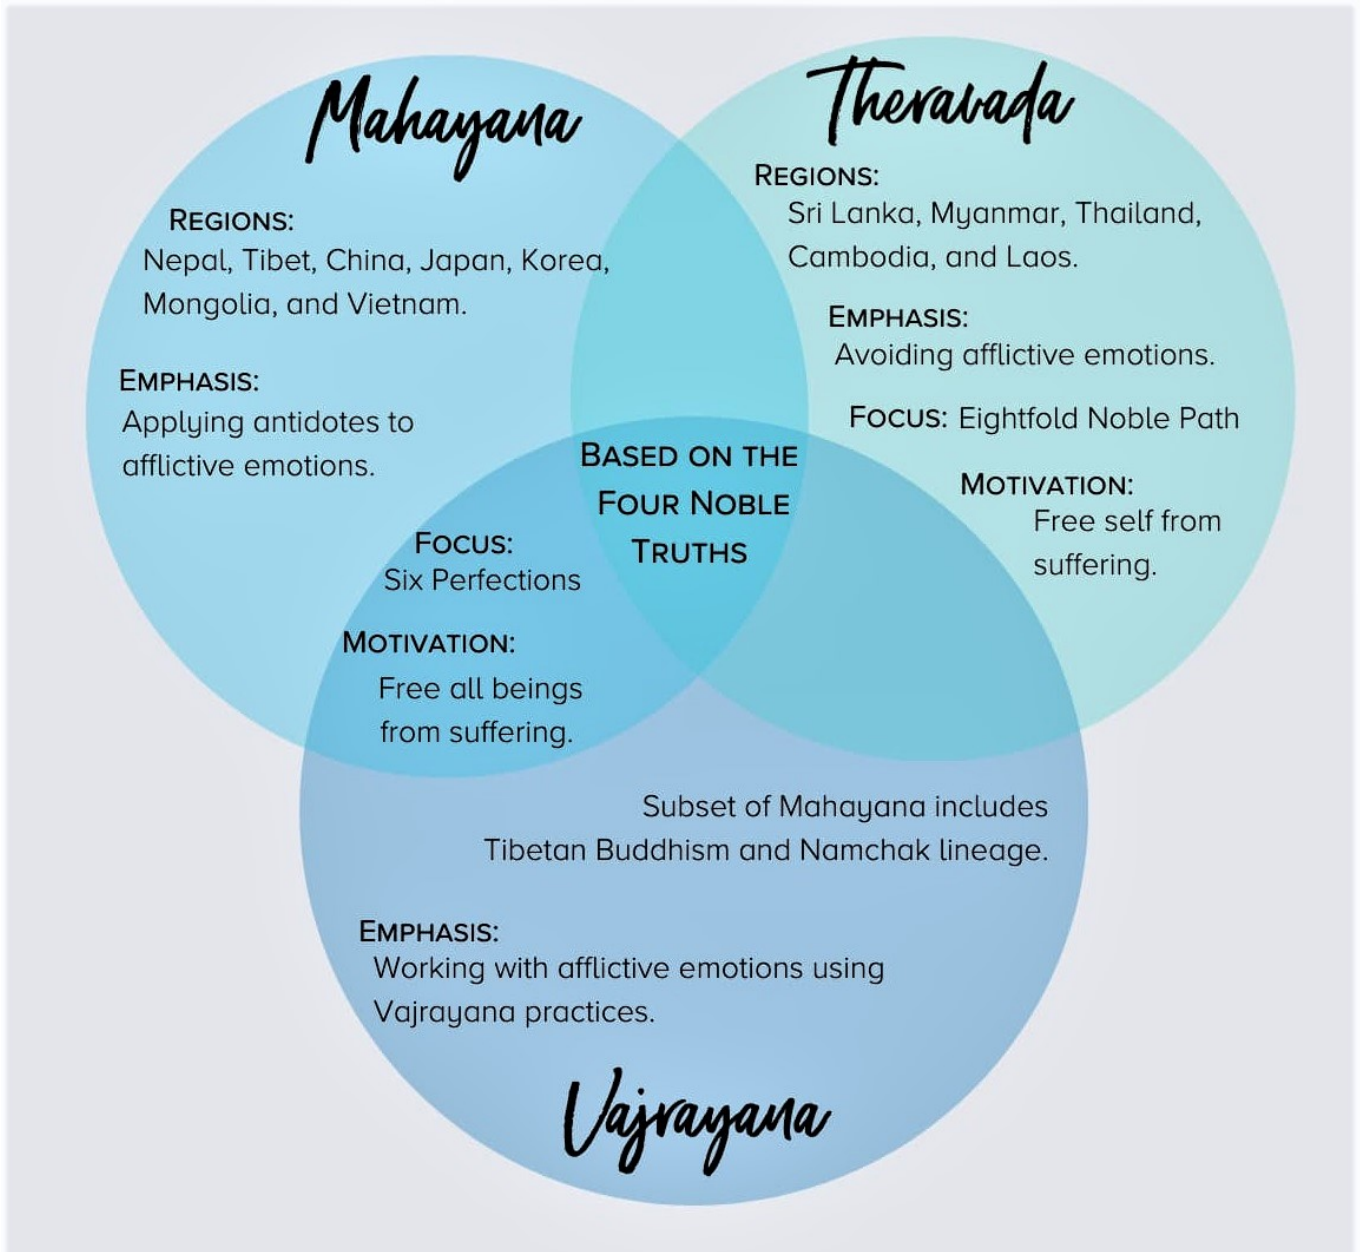 Mahayana
REGIONS:
Nepal, Tibet, China, Japan, Korea,
Mongolia, and Vietnam.
EMPHASIS:
Applying antidotes to
afflictive emotions.
Theravada
REGIONS:
Sri Lanka, Myanmar, Thailand,
Cambodia, and Laos.
EMPHASIS:
Avoiding afflictive emotions.
FOCUS: Eightfold Noble Path
MOTIVATION:
Free self from
suffering.
BASED ON THE
FOUR NOBLE
TRUTHS
FOCUS:
Six Perfections
MOTIVATION:
Free all beings
from suffering.
Subset of Mahayana includes
Tibetan Buddhism and Namchak lineage.
EMPHASIS:
Working with afflictive emotions using
Vajrayana practices.
Vajrayana